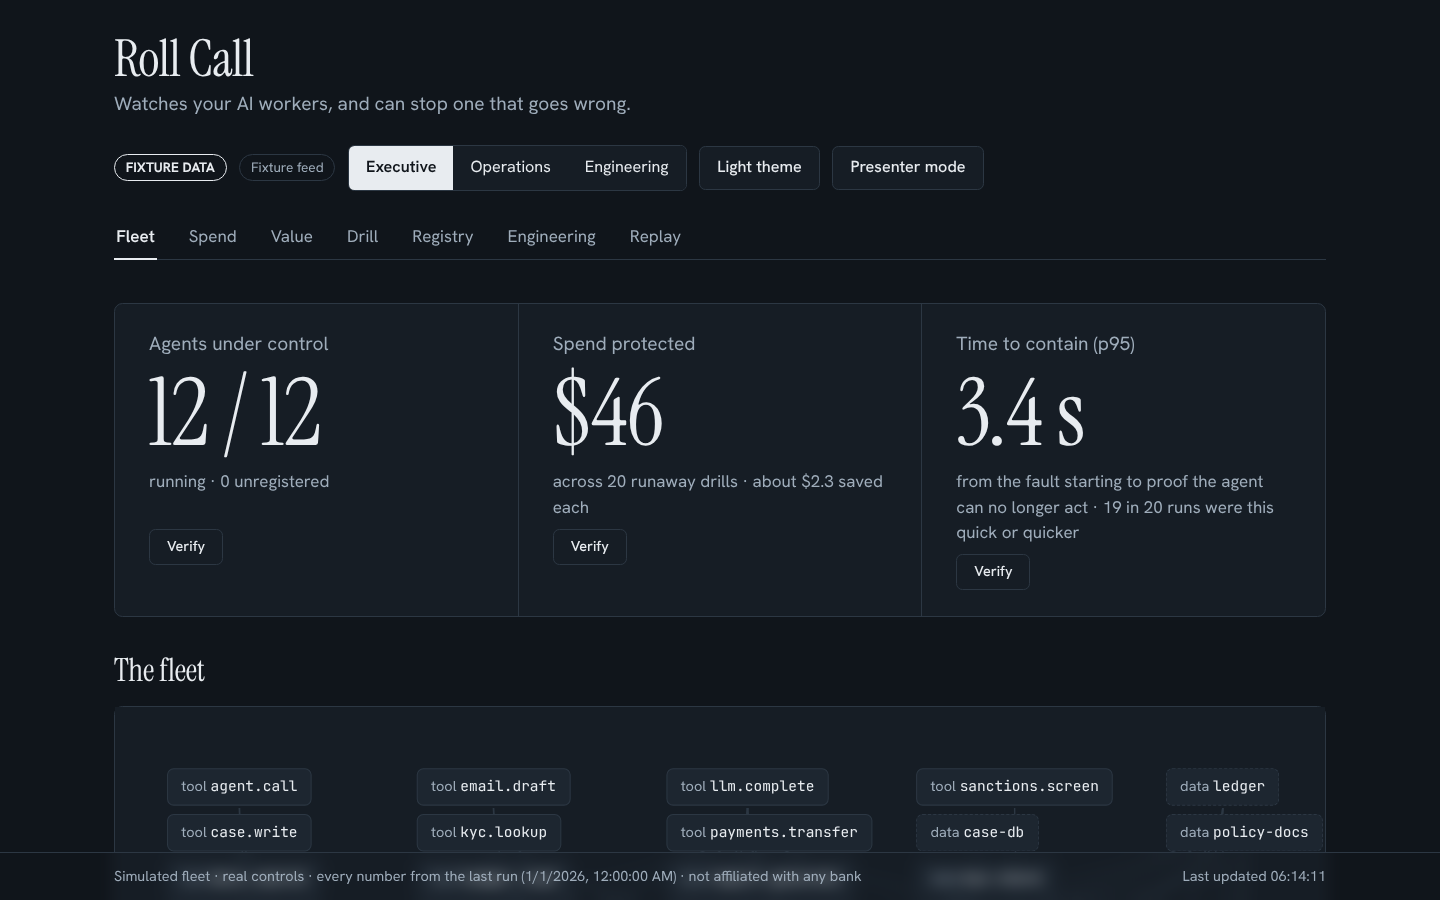 Roll Call
Watches your AI workers, and can stop one that goes wrong.
FIXTURE DATA Fixture feed Executive Operations Engineering Light theme Presenter mode
Fleet Spend Value Drill Registry Engineering Replay
Agents under control
12 / 12
running · 0 unregistered
Verify
Spend protected
$46
across 20 runaway drills · about $2.3 saved
each
Verify
Time to contain (p95)
3.4 s
from the fault starting to proof the agent
can no longer act · 19 in 20 runs were this
quick or quicker
Verify
The fleet
tool agent.call tool email.draft tool llm.complete tool sanctions.screen data ledger
tool case.write tool kyc.lookup tool payments.transfer data case-db data policy-docs
Simulated fleet · real controls · every number from the last run (1/1/2026, 12:00:00 AM) · not affiliated with any bank Last updated 06:14:11